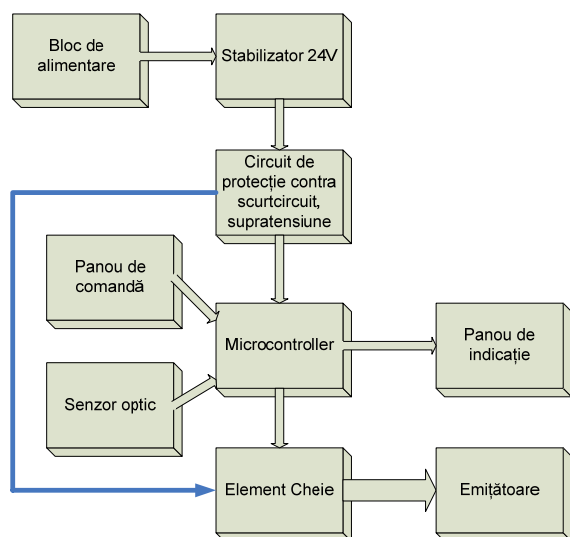 Bloc de
alimentare
Stabilizator 24V
Circuit de
protecție contra
scurtcircuit,
supratensiune
Panou de
comandă
Microcontroller
Panou de
indicație
Senzor optic
Element Cheie
Emițătoare